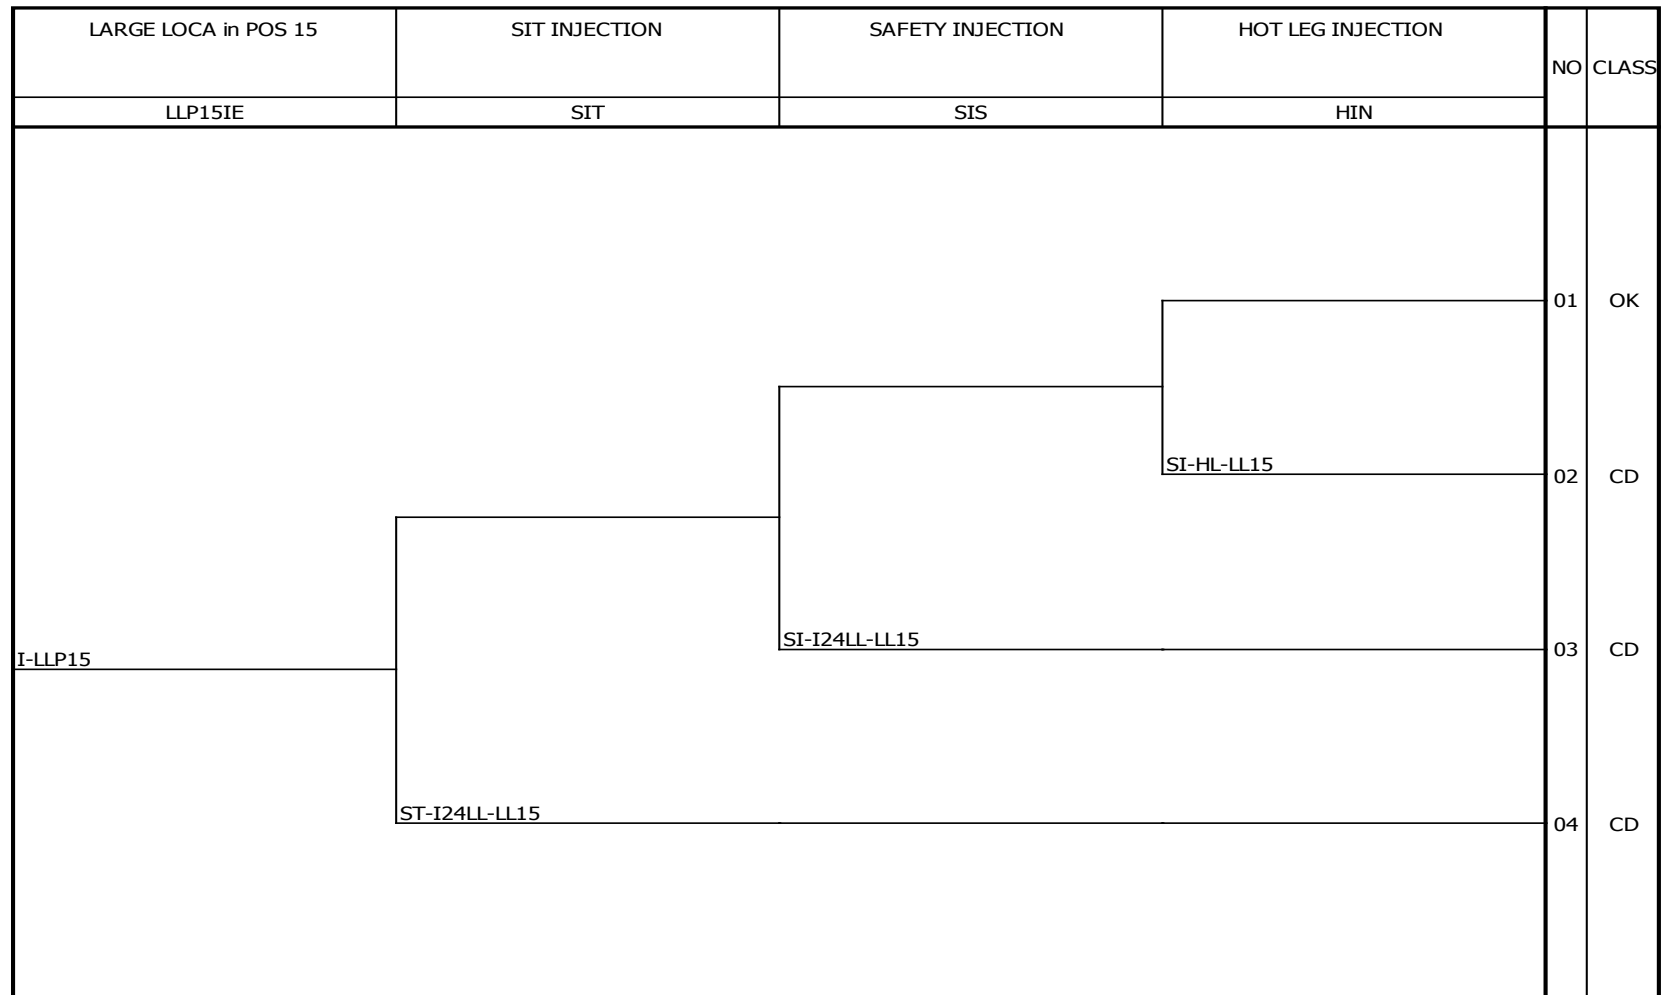 LARGE LOCA in POS 15 SIT INJECTION SAFETY INJECTION HOT LEG INJECTION
NO CLASS
LLP15IE SIT SIS HIN
01 OK
SI-HL-LL15
02 CD
SI-I24LL-LL15
03 CD
I-LLP15
ST-I24LL-LL15
04 CD